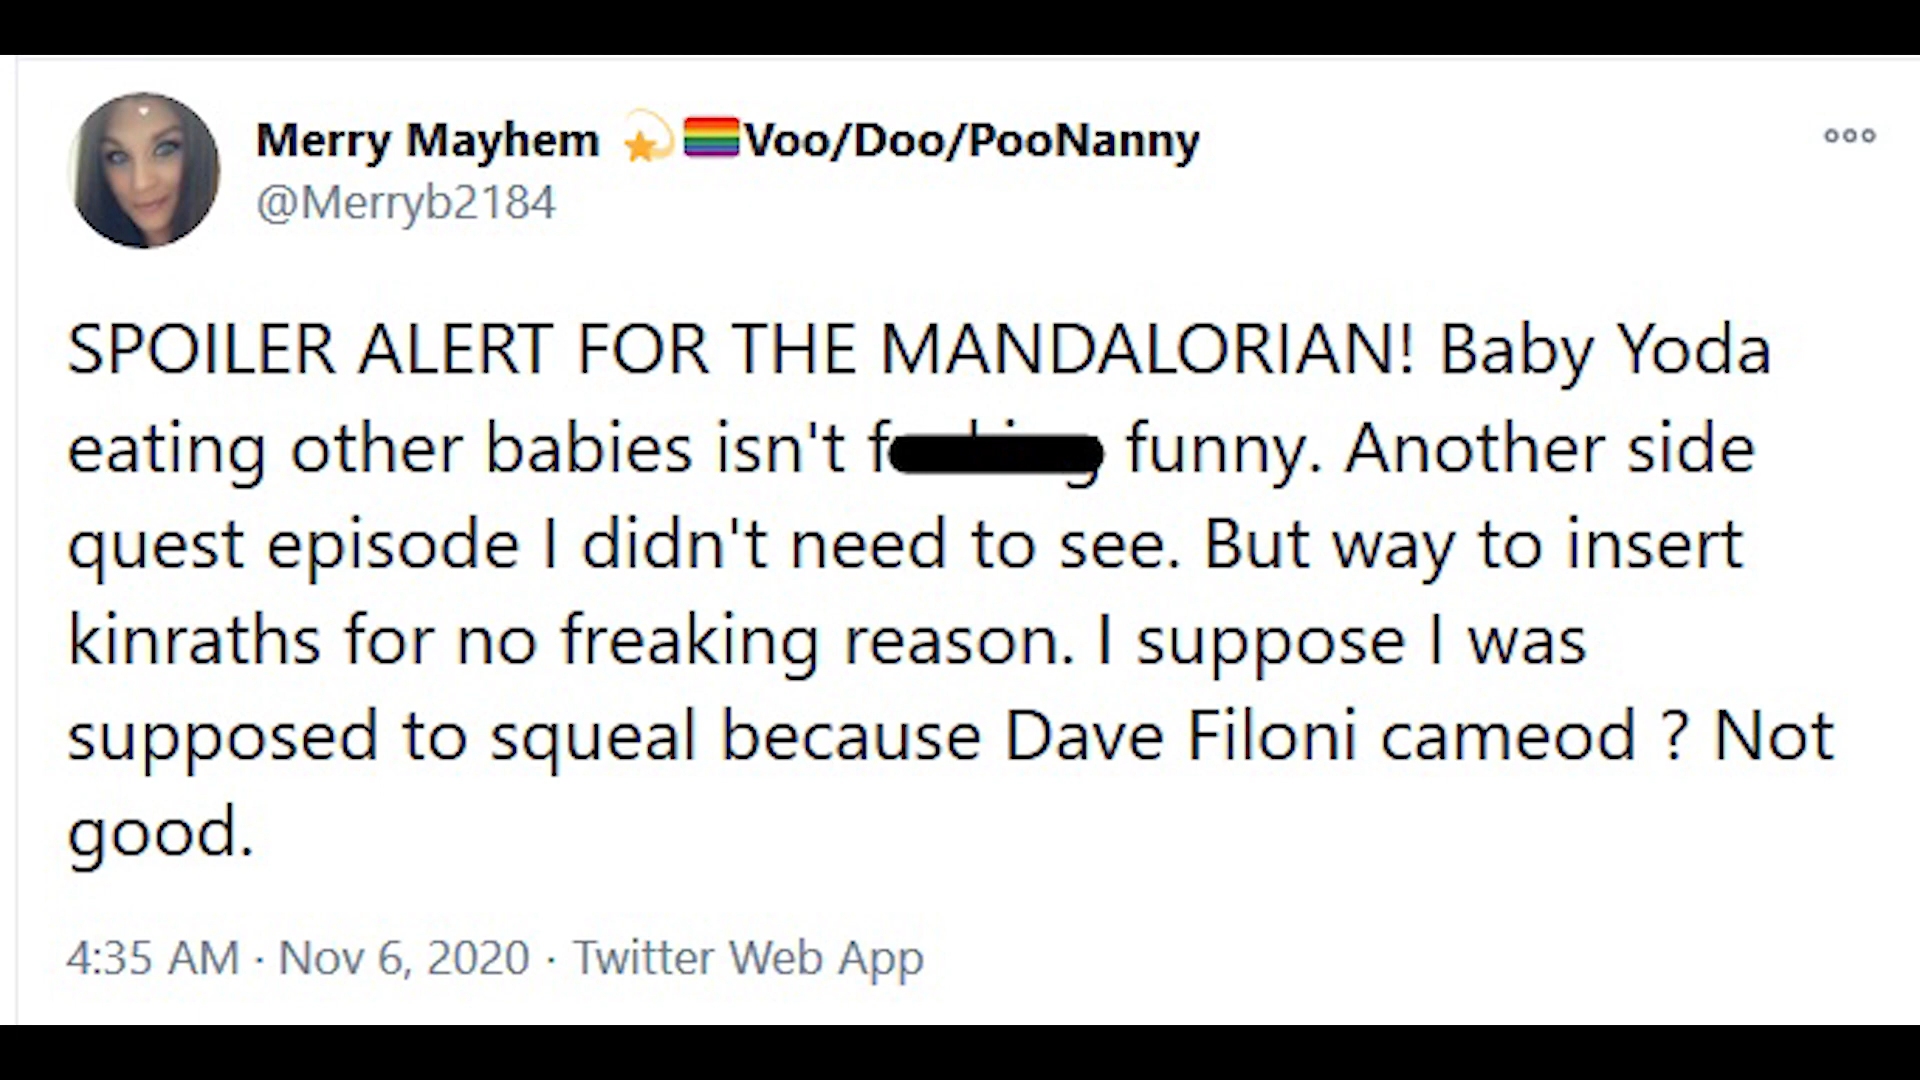 Merry Mayhem 💫🏳️‍🌈Voo/Doo/PooNanny
@Merryb2184
SPOILER ALERT FOR THE MANDALORIAN! Baby Yoda
eating other babies isn't funny. Another side
quest episode I didn't need to see. But way to insert
kinraths for no freaking reason. I suppose I was
supposed to squeal because Dave Filoni cameod ? Not
good.
4:35 AM · Nov 6, 2020 · Twitter Web App